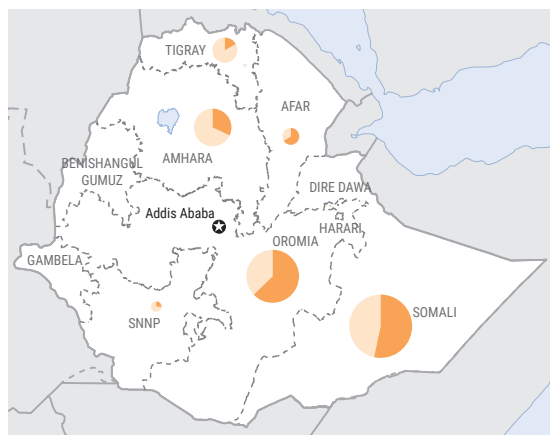 TIGRAY
AFAR
AMHARA
BENISHANGUL
GUMUZ
DIRE DAWA
Addis Ababa
HARARI
OROMIA
GAMBELA
SOMALI
SNNP